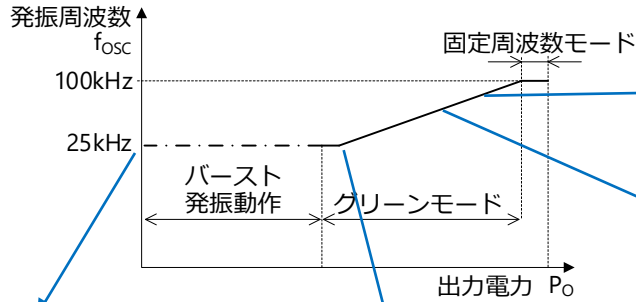 発振周波数
fOSC
固定周波数モード
100kHz
25kHz
バースト
発振動作
グリーンモード
出力電力 PO